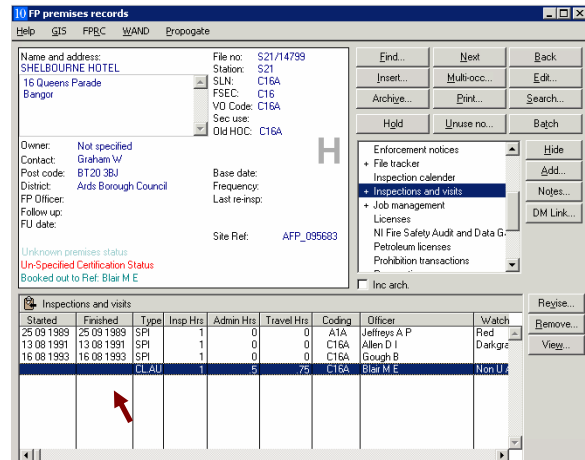 10 FP premises records
Help GIS FPRC WAND Propogate
Name and address:
SHELBOURNE HOTEL
16 Queens Parade
Bangor
File no: S21/14799
Station: S21
SLN: C16A
FSEC: C16
VO Code: C16A
Sec use:
Old HOC: C16A
H
Owner: Not specified
Contact: Graham W
Post code: BT20 3BJ
District: Ards Borough Council
FP Officer:
Follow up:
FU date:
Base date:
Frequency:
Last re-insp:
Site Ref: AFP_095683
Unknown premises status
Un-Specified Certification Status
Booked out to Ref: Blair M E
Find... Next Back
Insert... Multi-occ... Edit...
Archive... Print... Search...
Hold Unuse no... Batch
Enforcement notices
+ File tracker
Inspection calender
+ Inspections and visits
+ Job management
Licenses
NI Fire Safety Audit and Data G
Petroleum licenses
Prohibition transactions
Inc arch.
Hide
Add...
Notes...
DM Link...
Inspections and visits
Started Finished Type Insp Hrs Admin Hrs Travel Hrs Coding Officer Watch
25 09 1989 25 09 1989 SPI 1 0 0 A1A Jeffreys A P Red
13 08 1991 13 08 1991 SPI 1 0 0 C16A Allen D I Darkgra
16 08 1993 16 08 1993 SPI 1 0 0 C16A Gough B
CL.AU 1 .5 .75 C16A Blair M E Non U A
Revise...
Remove...
View...